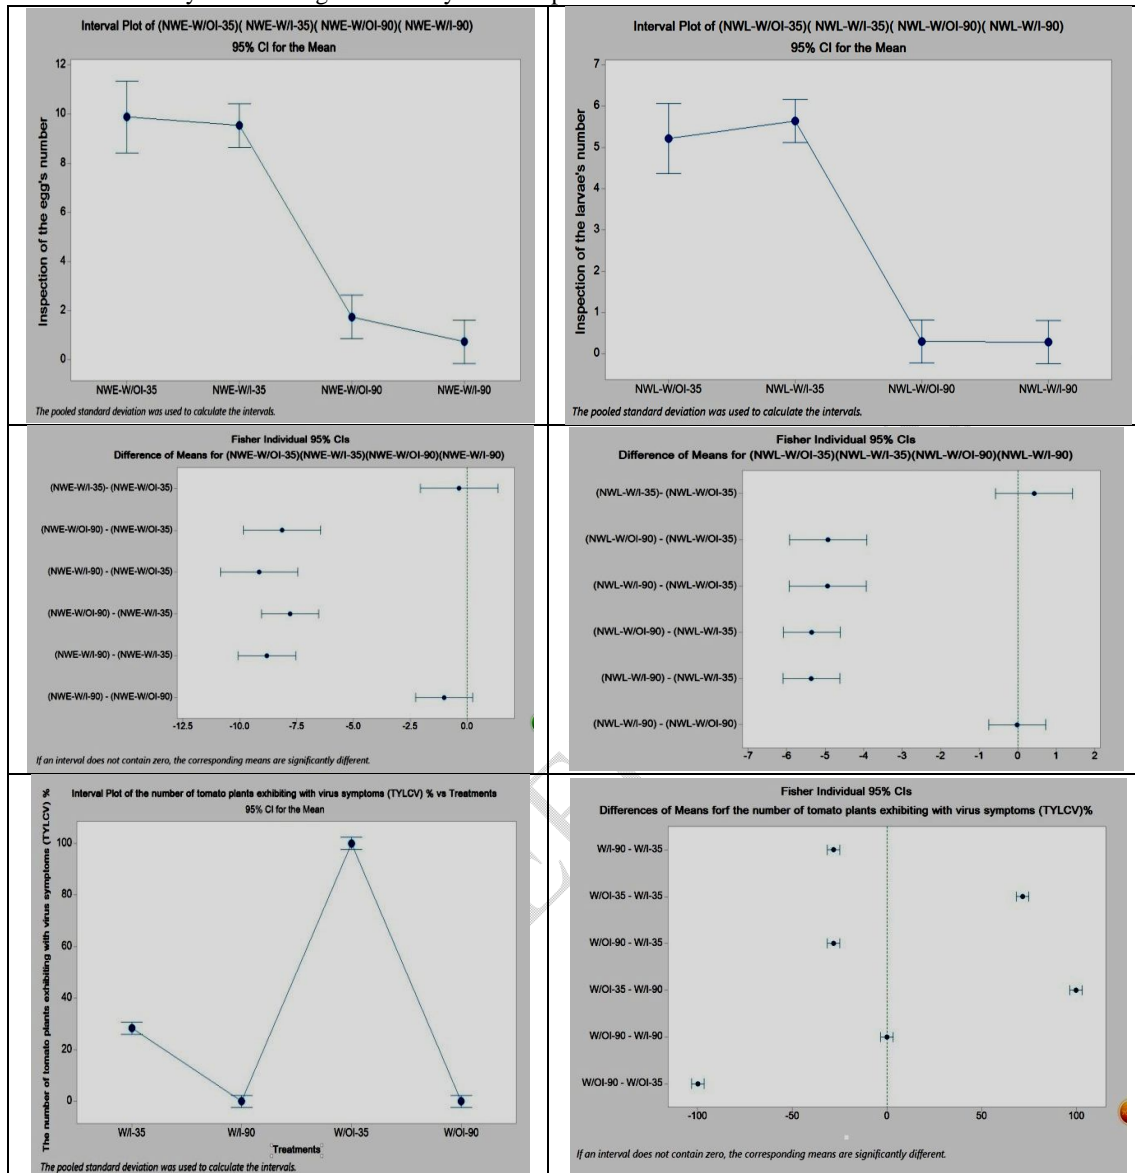 Interval Plot of (NWE-W/OI-35)( NWE-W/I-35)( NWE-W/OI-90)( NWE-W/I-90)
95% CI for the Mean
Inspection of the egg's number
12
10
8
6
4
2
0
NWE-W/OI-35 NWE-W/I-35 NWE-W/OI-90 NWE-W/I-90
The pooled standard deviation was used to calculate the intervals.
Interval Plot of (NWL-W/OI-35)( NWL-W/I-35)( NWL-W/OI-90)( NWL-W/I-90)
95% CI for the Mean
Inspection of the larvae's number
7
6
5
4
3
2
1
0
NWL-W/OI-35 NWL-W/I-35 NWL-W/OI-90 NWL-W/I-90
The pooled standard deviation was used to calculate the intervals.
Fisher Individual 95% CIs
Difference of Means for (NWE-W/OI-35)(NWE-W/I-35)(NWE-W/OI-90)(NWE-W/I-90)
(NWE-W/I-35)- (NWE-W/OI-35)
(NWE-W/OI-90) - (NWE-W/OI-35)
(NWE-W/I-90) - (NWE-W/OI-35)
(NWE-W/OI-90) - (NWE-W/I-35)
(NWE-W/I-90) - (NWE-W/I-35)
(NWE-W/I-90) - (NWE-W/OI-90)
-12.5 -10.0 -7.5 -5.0 -2.5 0.0
If an interval does not contain zero, the corresponding means are significantly different.
Fisher Individual 95% CIs
Difference of Means for (NWL-W/OI-35)(NWL-W/I-35)(NWL-W/OI-90)(NWL-W/I-90)
(NWL-W/I-35)- (NWL-W/OI-35)
(NWL-W/OI-90) - (NWL-W/OI-35)
(NWL-W/I-90) - (NWL-W/OI-35)
(NWL-W/OI-90) - (NWL-W/I-35)
(NWL-W/I-90) - (NWL-W/I-35)
(NWL-W/I-90) - (NWL-W/OI-90)
-7 -6 -5 -4 -3 -2 -1 0 1 2
Interval Plot of the number of tomato plants exhibiting with virus symptoms (TYLCV) % vs Treatments
95% CI for the Mean
The number of tomato plants exhibiting with virus symptoms (TYLCV) %
100
80
60
40
20
0
W/I-35 W/I-90 W/OI-35 W/OI-90
Treatments
The pooled standard deviation was used to calculate the intervals.
Fisher Individual 95% CIs
Differences of Means forf the number of tomato plants exhibiting with virus symptoms (TYLCV)%
W/I-90 - W/I-35
W/OI-35 - W/I-35
W/OI-90 - W/I-35
W/OI-35 - W/I-90
W/OI-90 - W/I-90
W/OI-90 - W/OI-35
-100 -50 0 50 100
If an interval does not contain zero, the corresponding means are significantly different.